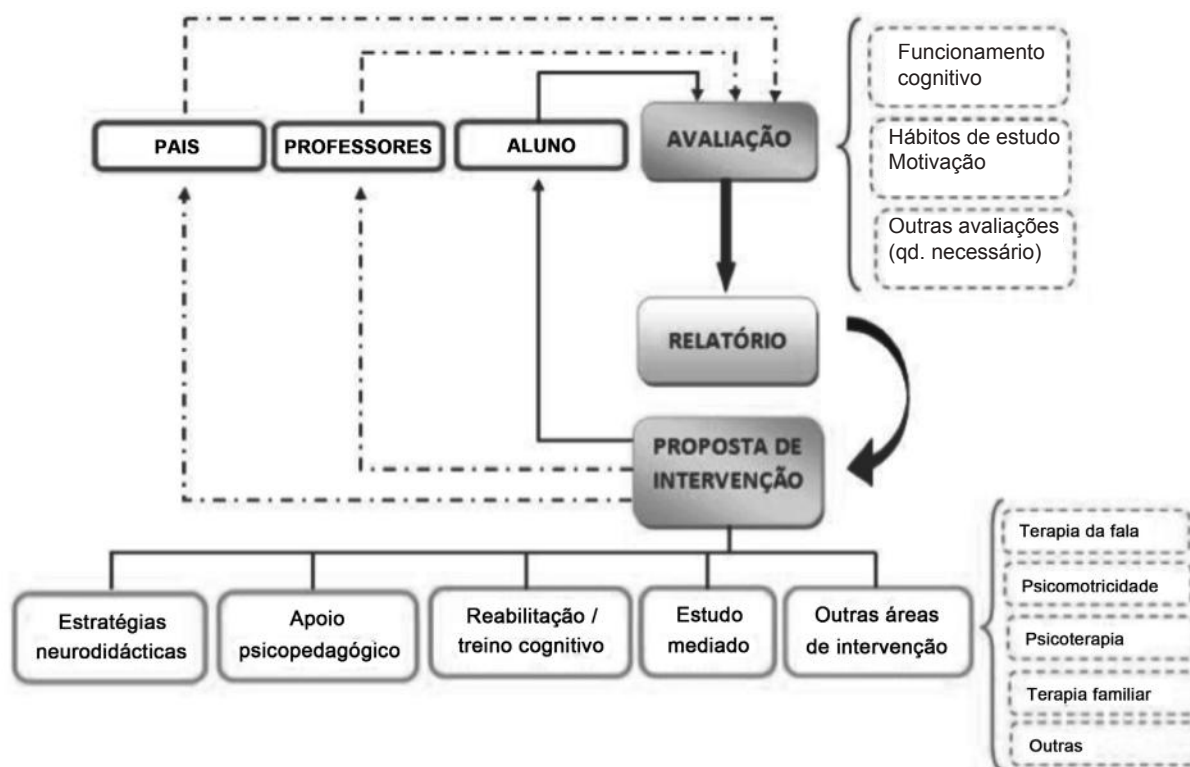 Funcionamento
cognitivo
PAIS
PROFESSORES
ALUNO
AVALIAÇÃO
Hábitos de estudo
Motivação
Outras avaliações
(qd. necessário)
RELATÓRIO
PROPOSTA DE
INTERVENÇÃO
Estratégias
neurodidácticas
Apoio
psicopedagógico
Reabilitação /
treino cognitivo
Estudo
mediado
Outras áreas
de intervenção
Terapia da fala
Psicomotricidade
Psicoterapia
Terapia familiar
Outras